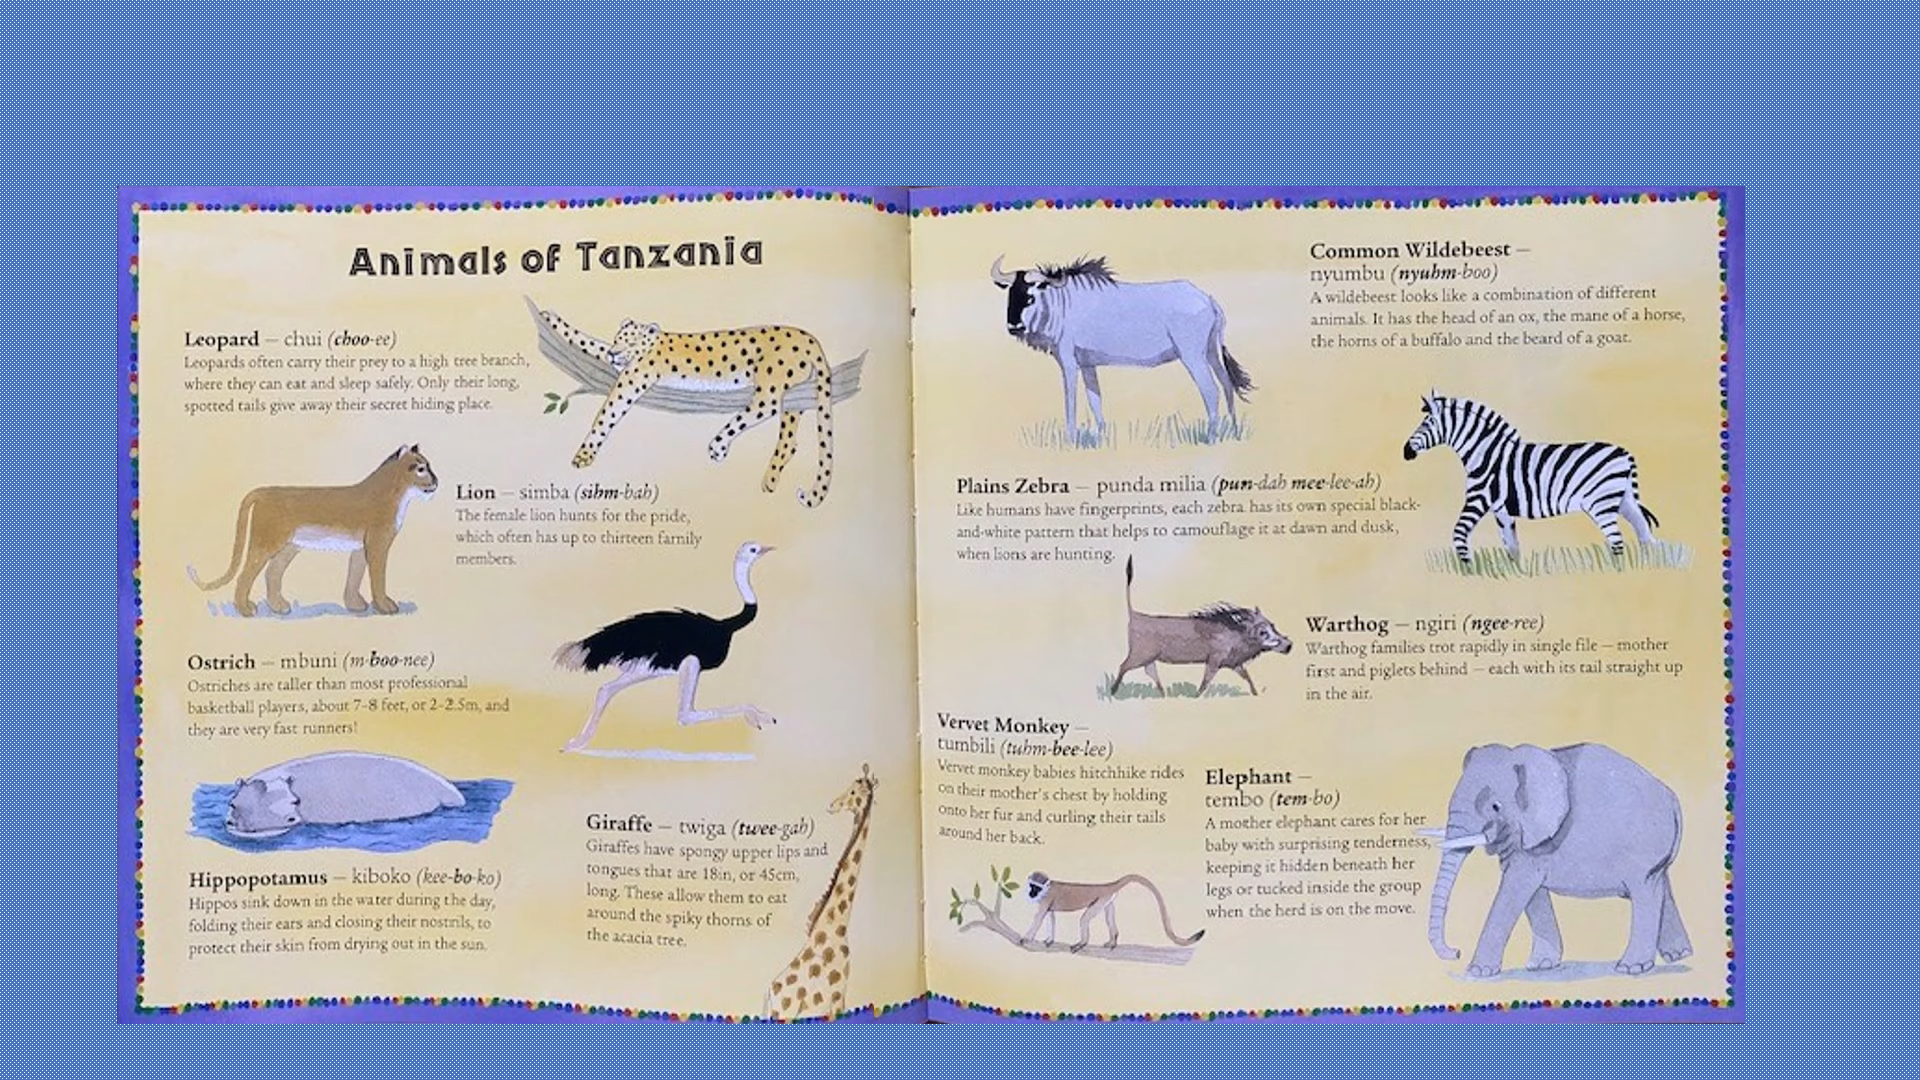 Animals of Tanzania
Leopard – chui (choo-ee)
Leopards often carry their prey to a high tree branch,
where they can eat and sleep safely. Only their long,
spotted tails give away their secret hiding place.
Lion – simba (sihm-bah)
The female lion hunts for the pride,
which often has up to thirteen family
members.
Ostrich – mbuni (m-boo-nee)
Ostriches are taller than most professional
basketball players, about 7-8 feet, or 2-2.5m, and
they are very fast runners!
Hippopotamus – kiboko (kee-bo-ko)
Hippos sink down in the water during the day,
folding their ears and closing their nostrils, to
protect their skin from drying out in the sun.
Giraffe – twiga (twee-gah)
Giraffes have spongy upper lips and
tongues that are 18in, or 45cm,
long. These allow them to eat
around the spiky thorns of
the acacia tree.
Common Wildebeest –
nyumbu (nyuhm-boo)
A wildebeest looks like a combination of different
animals. It has the head of an ox, the mane of a horse,
the horns of a buffalo and the beard of a goat.
Plains Zebra – punda milia (pun-dah mee-lee-ah)
Like humans have fingerprints, each zebra has its own special black-
and-white pattern that helps to camouflage it at dawn and dusk,
when lions are hunting.
Warthog – ngiri (ngee-ree)
Warthog families trot rapidly in single file – mother
first and piglets behind – each with its tail straight up
in the air.
Vervet Monkey –
tumbili (tuhm-bee-lee)
Vervet monkey babies hitchhike rides
on their mother's chest by holding
onto her fur and curling their tails
around her back.
Elephant –
tembo (tem-bo)
A mother elephant cares for her
baby with surprising tenderness,
keeping it hidden beneath her
legs or tucked inside the group
when the herd is on the move.